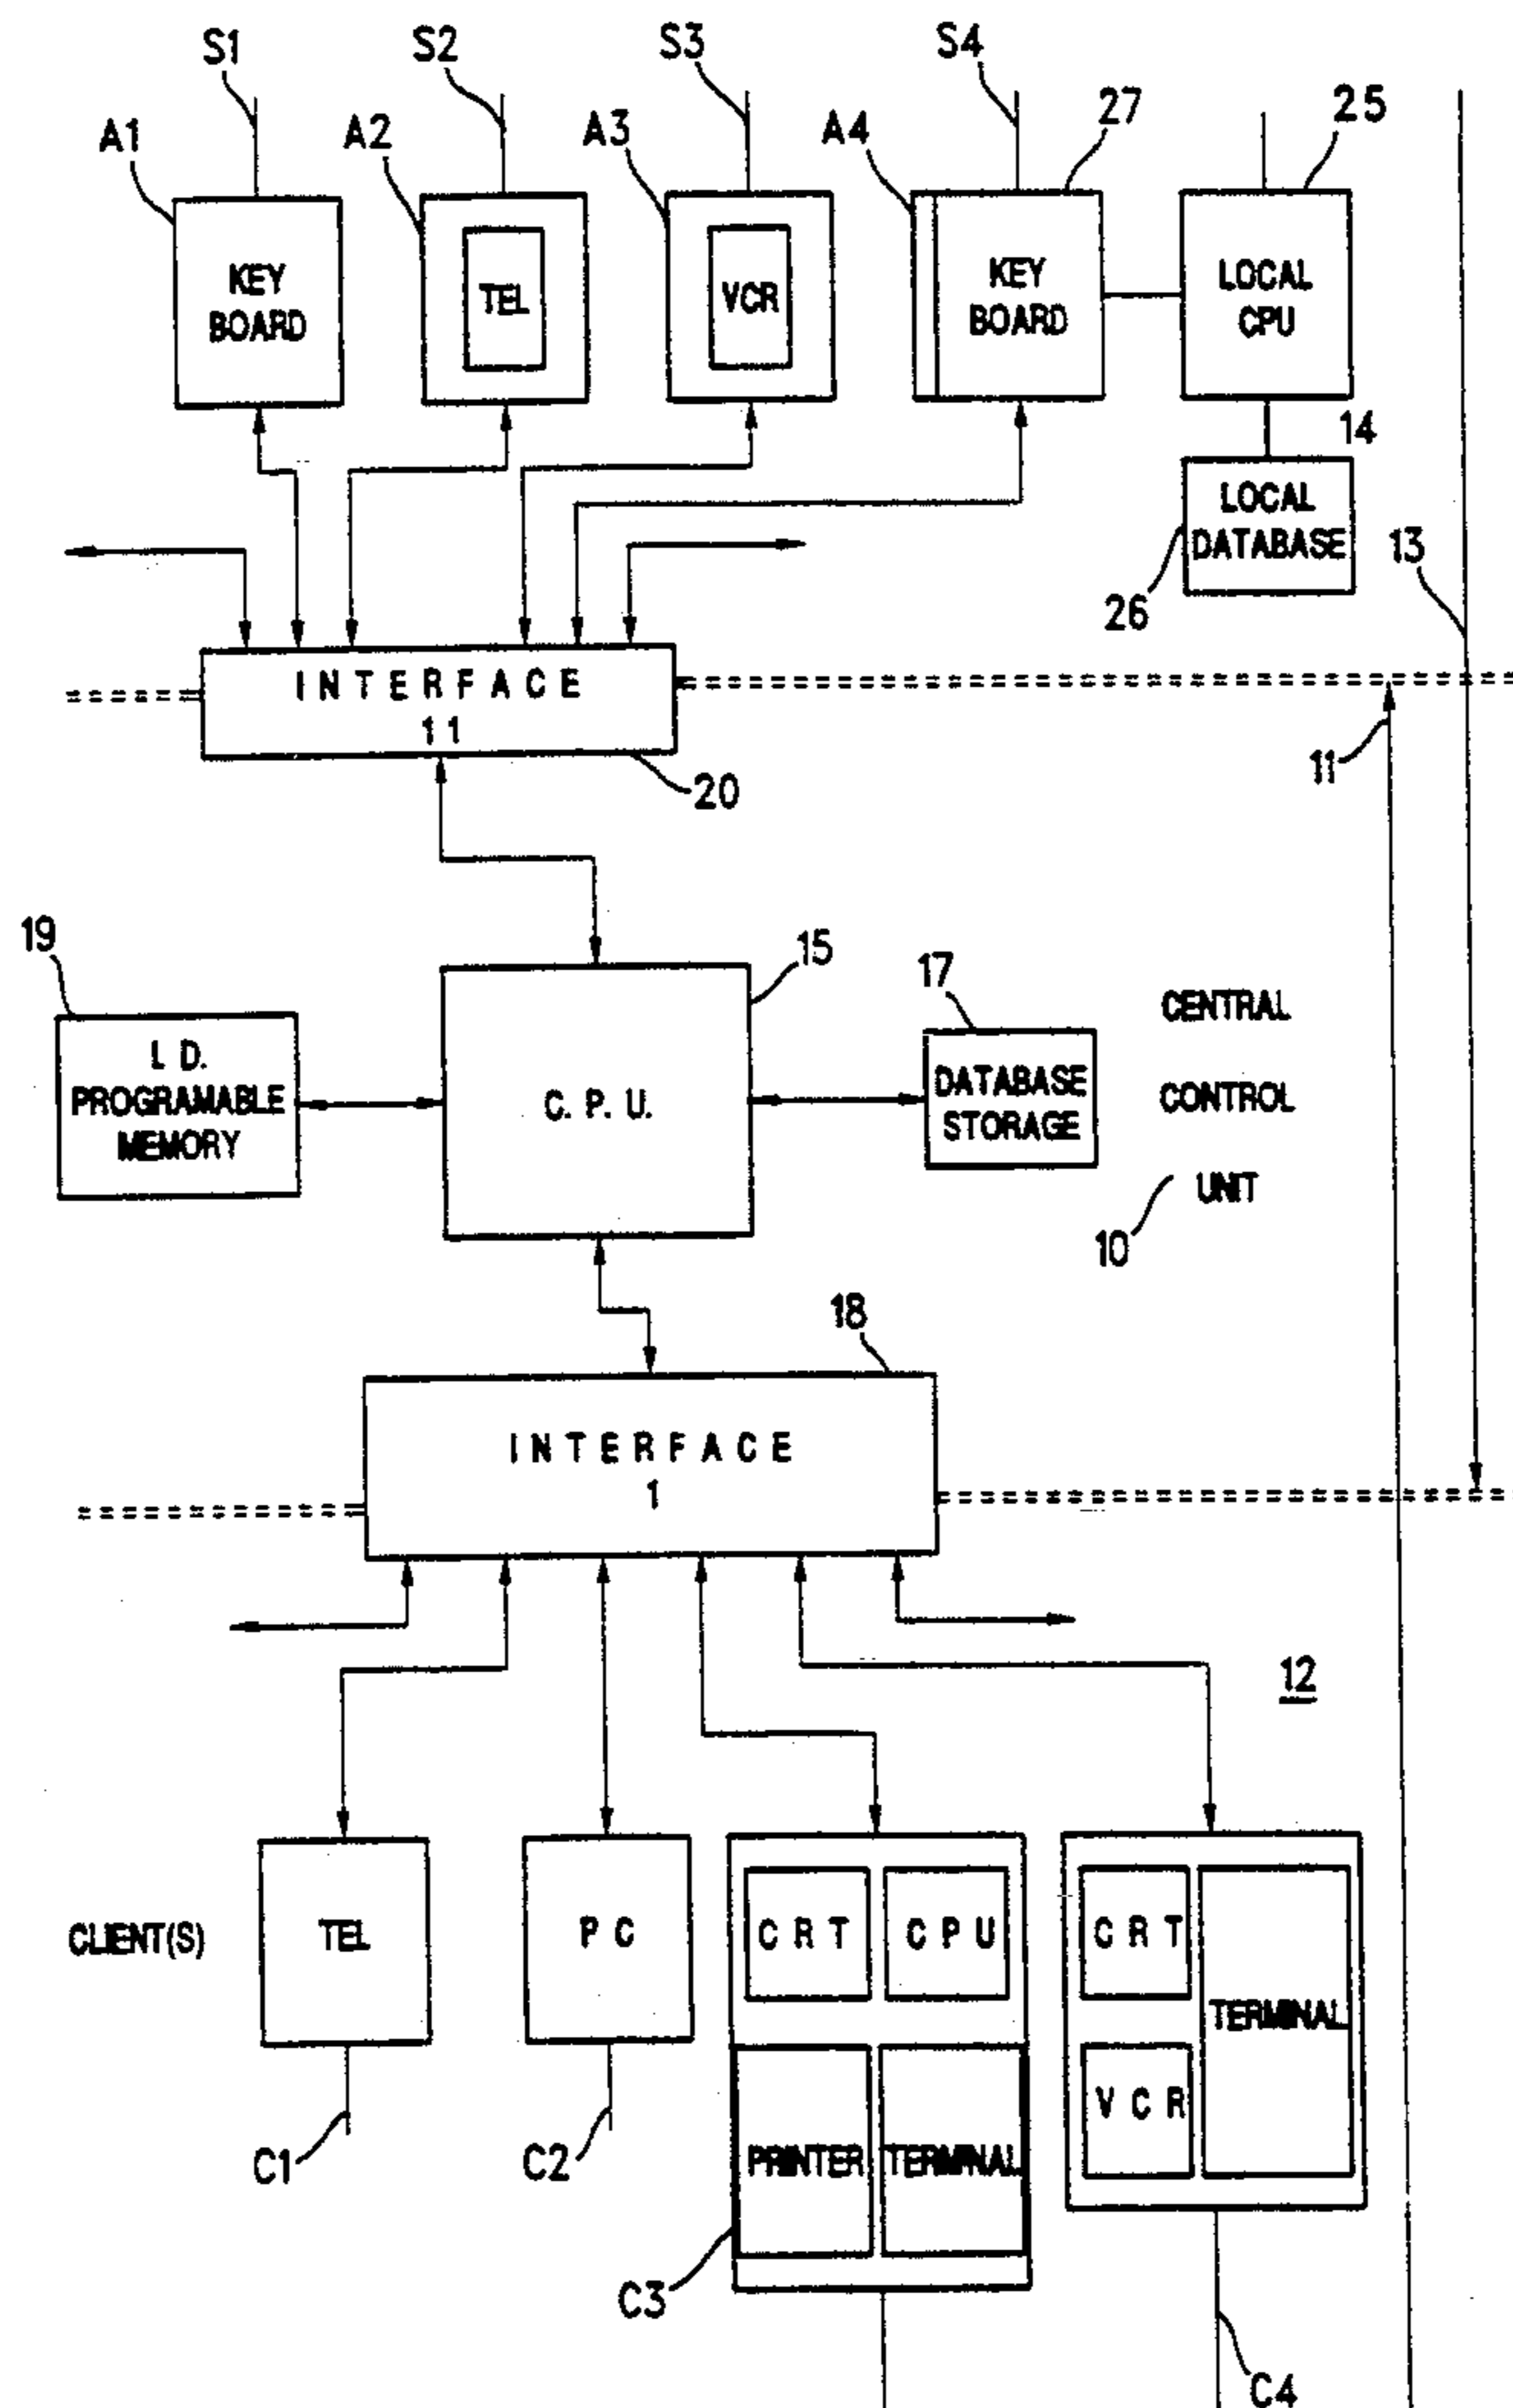 S1
S2
S3
S4
A1
A2
A3
A4
27
25
KEY
BOARD
TEL
VCR
KEY
BOARD
LOCAL
CPU
14
LOCAL
DATABASE
26
13
INTERFACE
11
20
11
19
15
17
I.D.
PROGRAMABLE
MEMORY
C.P.U.
DATABASE
STORAGE
CENTRAL
CONTROL
UNIT
10
18
INTERFACE
1
12
CLIENT(S)
TEL
PC
CRT
CPU
PRINTER
TERMINAL
CRT
TERMINAL
VCR
C1
C2
C3
C4